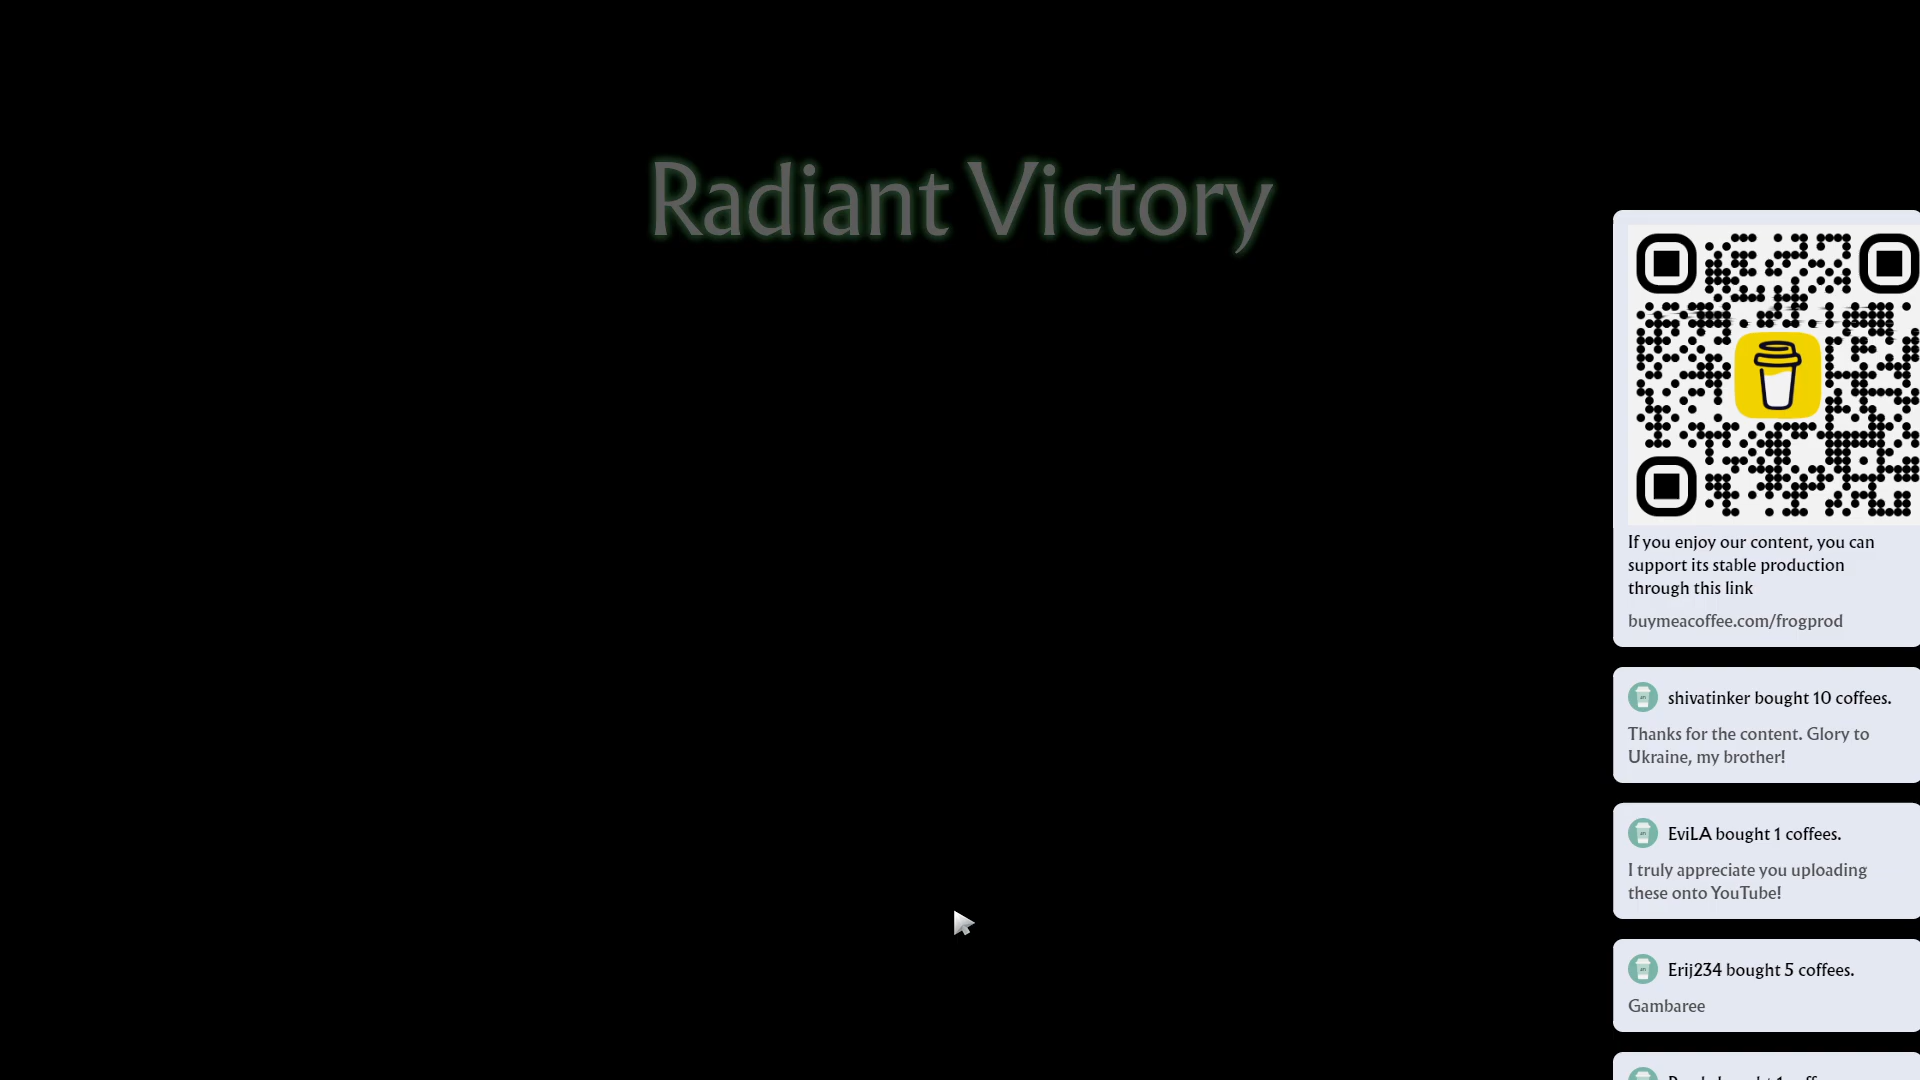 Radiant Victory
If you enjoy our content, you can
support its stable production
through this link
buymeacoffee.com/frogprod
shivatinker bought 10 coffees.
Thanks for the content. Glory to
Ukraine, my brother!
EviLA bought 1 coffees.
I truly appreciate you uploading
these onto YouTube!
Erij234 bought 5 coffees.
Gambaree